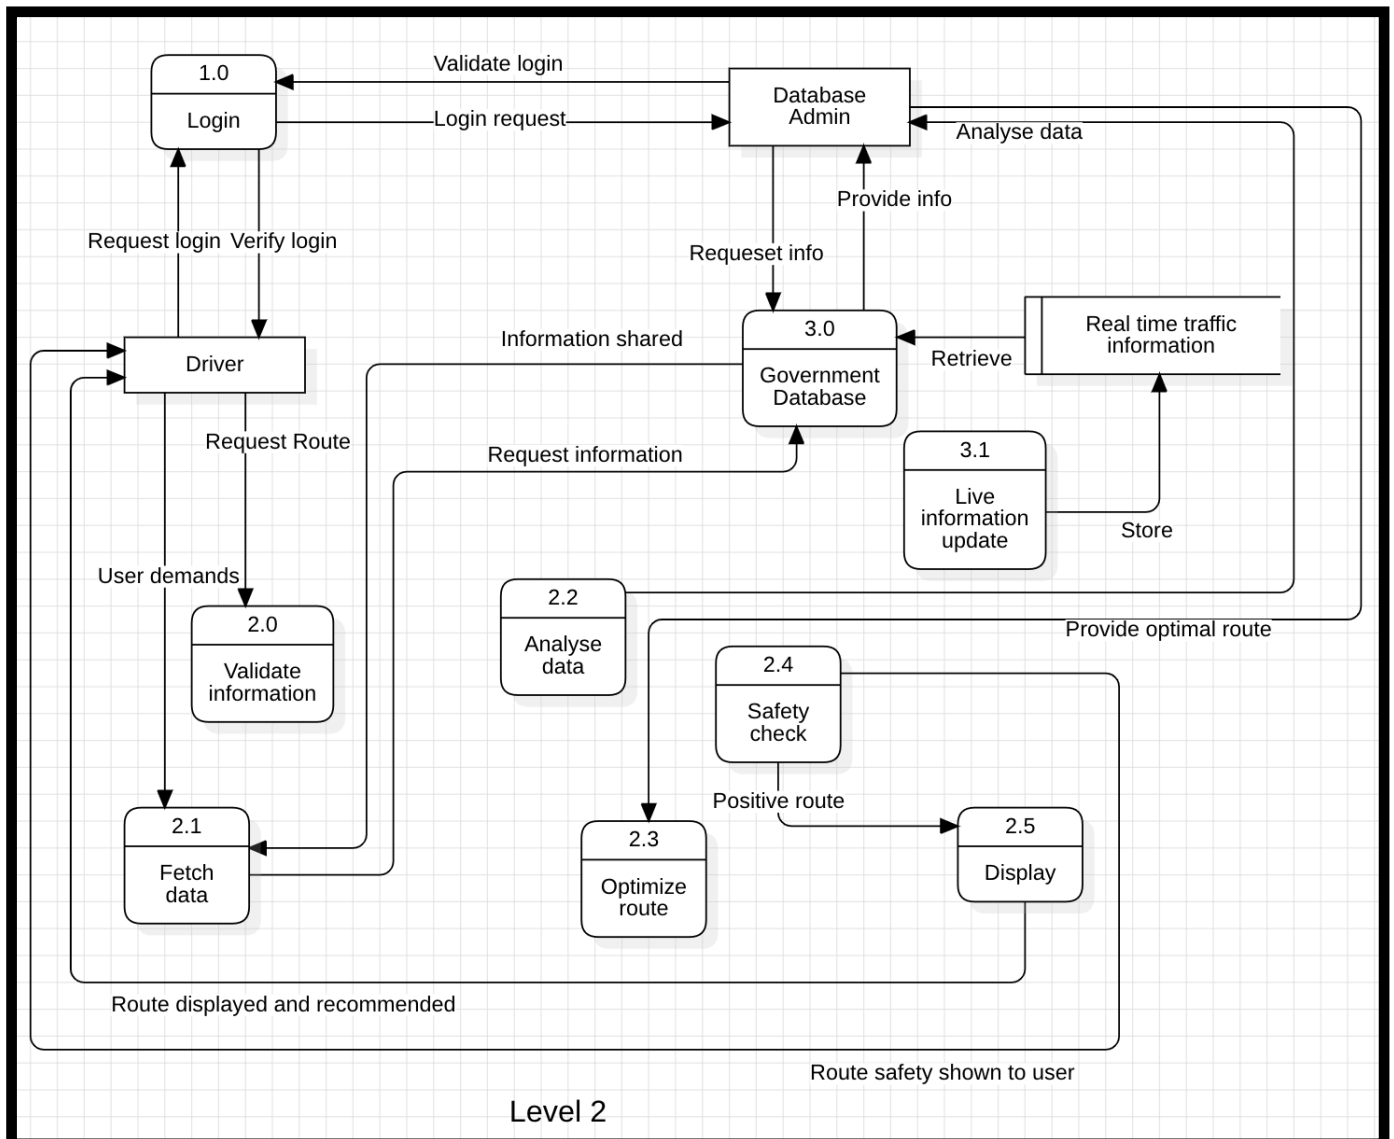 Validate login
1.0
Login
Login request
Database
Admin
Analyse data
Provide info
Request login
Verify login
Requeset info
3.0
Government
Database
Real time traffic
information
Retrieve
Information shared
Driver
Request Route
Request information
3.1
Live
information
update
Store
User demands
2.0
Validate
information
2.2
Analyse
data
Provide optimal route
2.4
Safety
check
Positive route
2.1
Fetch
data
2.3
Optimize
route
2.5
Display
Route displayed and recommended
Route safety shown to user
Level 2